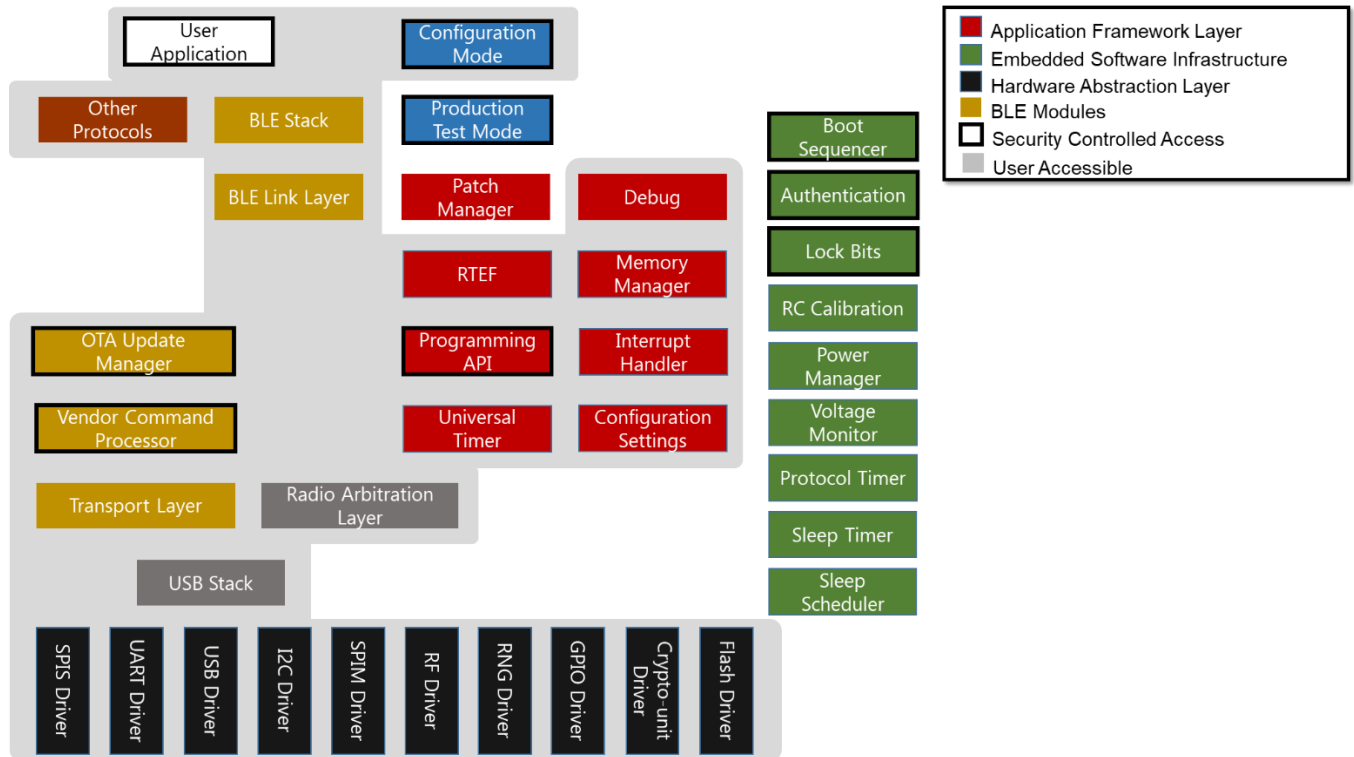 User
Application
Configuration
Mode
Application Framework Layer
Embedded Software Infrastructure
Hardware Abstraction Layer
BLE Modules
Security Controlled Access
User Accessible
Other
Protocols
BLE Stack
Production
Test Mode
Boot
Sequencer
BLE Link Layer
Patch
Manager
Debug
Authentication
RTEF
Memory
Manager
Lock Bits
RC Calibration
OTA Update
Manager
Programming
API
Interrupt
Handler
Power
Manager
Vendor Command
Processor
Universal
Timer
Configuration
Settings
Voltage
Monitor
Transport Layer
Radio Arbitration
Layer
Protocol Timer
Sleep Timer
USB Stack
Sleep
Scheduler
SPIS Driver
UART Driver
USB Driver
I2C Driver
SPIM Driver
RF Driver
RNG Driver
GPIO Driver
Crypto-unit
Driver
Flash Driver